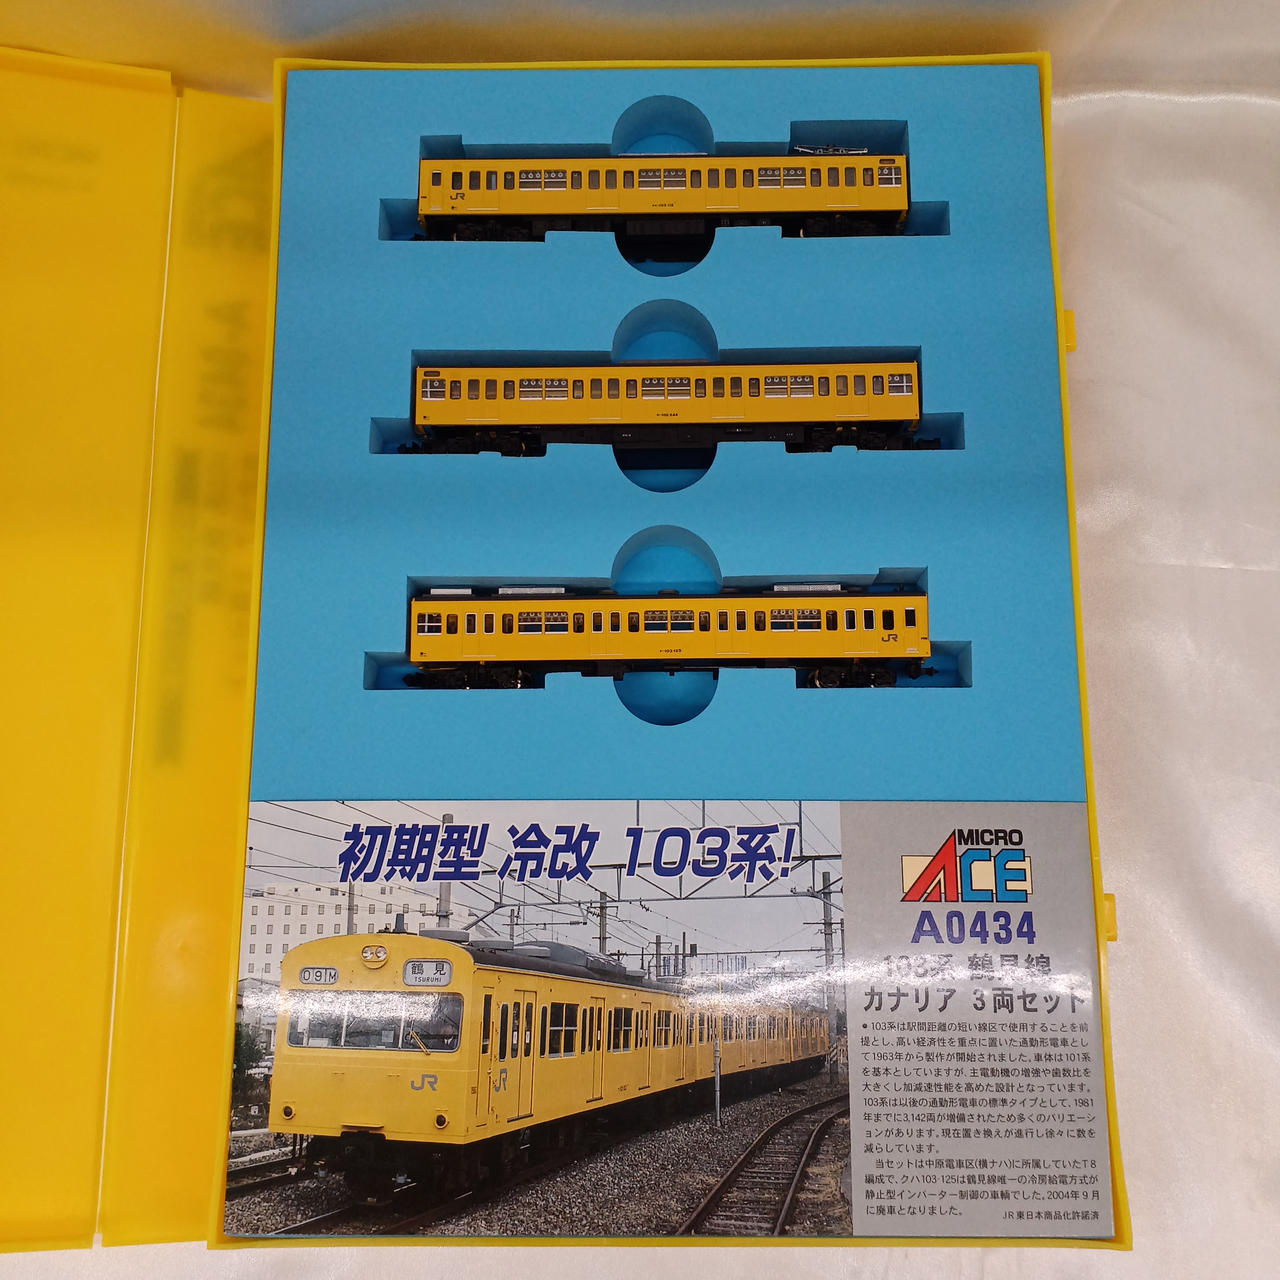 JR
JR
初期型 冷改 103系!
091M
鶴見
TSURUMI
JR
JR
MICRO
ACE
A0434
103系 鶴見線
カナリア 3両セット
●103系は駅間距離の短い線区で使用することを前
提とし、高い経済性を重点に置いた通勤形電車とし
て1963年から製作が開始されました。車体は101系
を基本としていますが、主電動機の増強や歯数比を
大きくし加減速性能を高めた設計となっています。
103系は以後の通勤形電車の標準タイプとして、1981
年までに3,142両が増備されたため多くのバリエーシ
ョンがあります。現在置き換えが進行し徐々に数を
減らしています。
当セットは中原電車区(横ナハ)に所属していたT8
編成で、クハ103-125は鶴見線唯一の冷房給電方式が
静止型インバーター制御の車輌でした。2004年9月
に廃車となりました。
JR東日本商品化許諾済